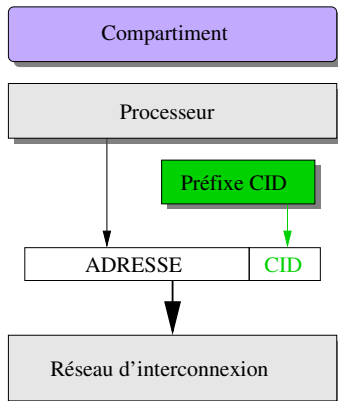 Compartiment
Processeur
Préfixe CID
ADRESSE CID
Réseau d'interconnexion